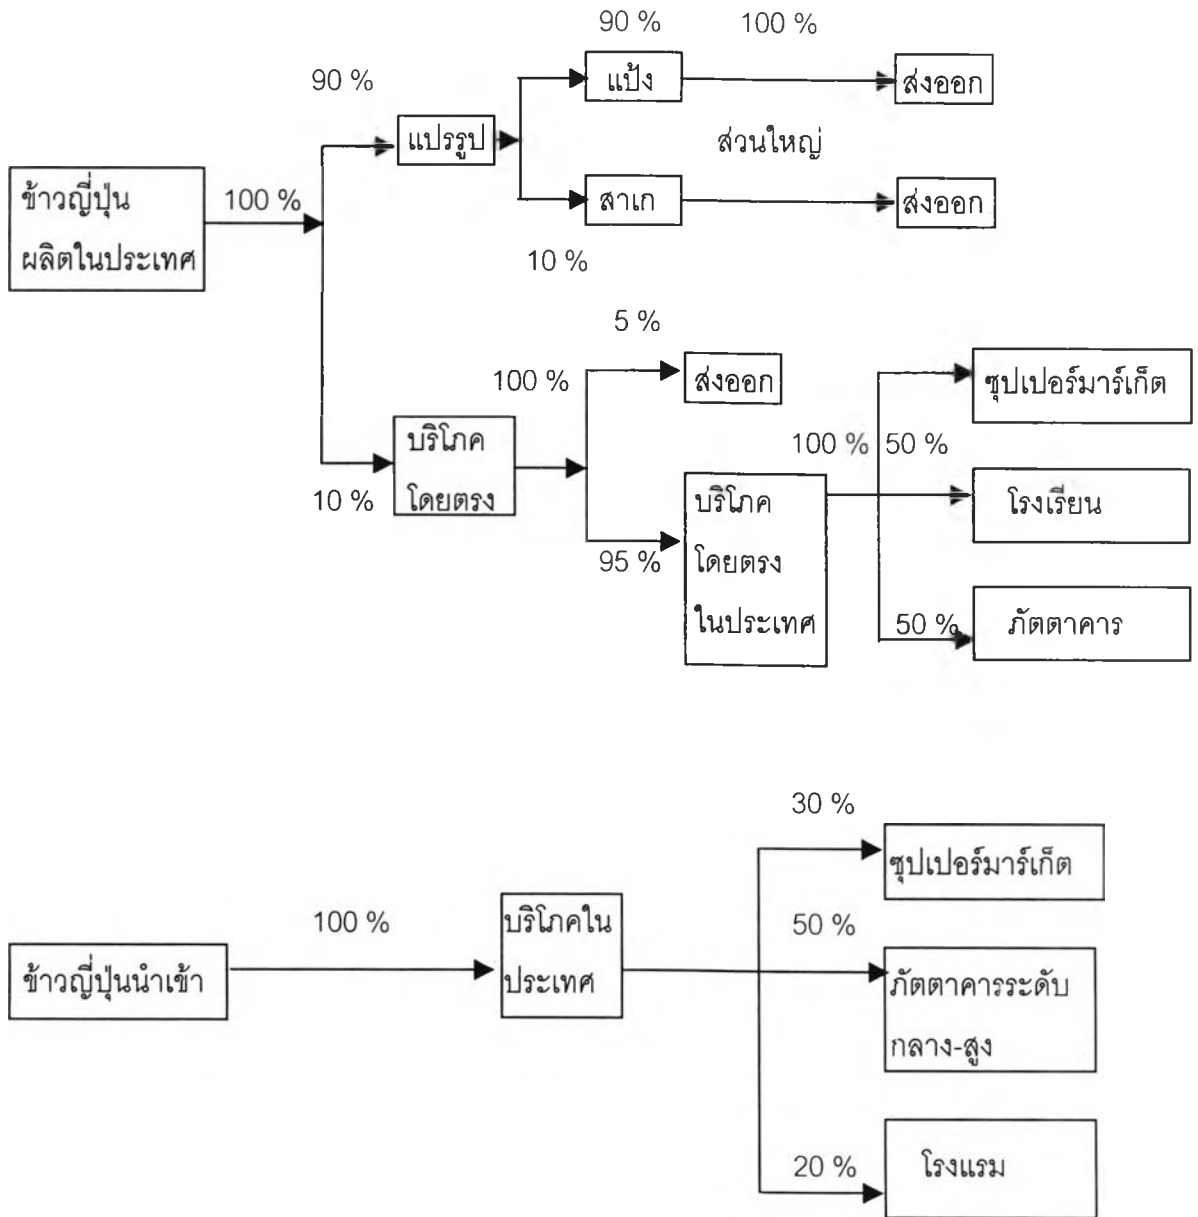 90 %
100 %
แป้ง
ส่งออก
90 %
แปรรูป
ส่วนใหญ่
ข้าวญี่ปุ่น
ผลิตในประเทศ
100 %
สาเก
ส่งออก
10 %
5 %
ส่งออก
100 %
ซุปเปอร์มาร์เก็ต
บริโภค
โดยตรง
10 %
100 %
50 %
บริโภค
โดยตรง
ในประเทศ
โรงเรียน
95 %
50 %
ภัตตาคาร
30 %
ซุปเปอร์มาร์เก็ต
100 %
บริโภคใน
ประเทศ
50 %
ข้าวญี่ปุ่นนำเข้า
ภัตตาคารระดับ
กลาง-สูง
20 %
โรงแรม